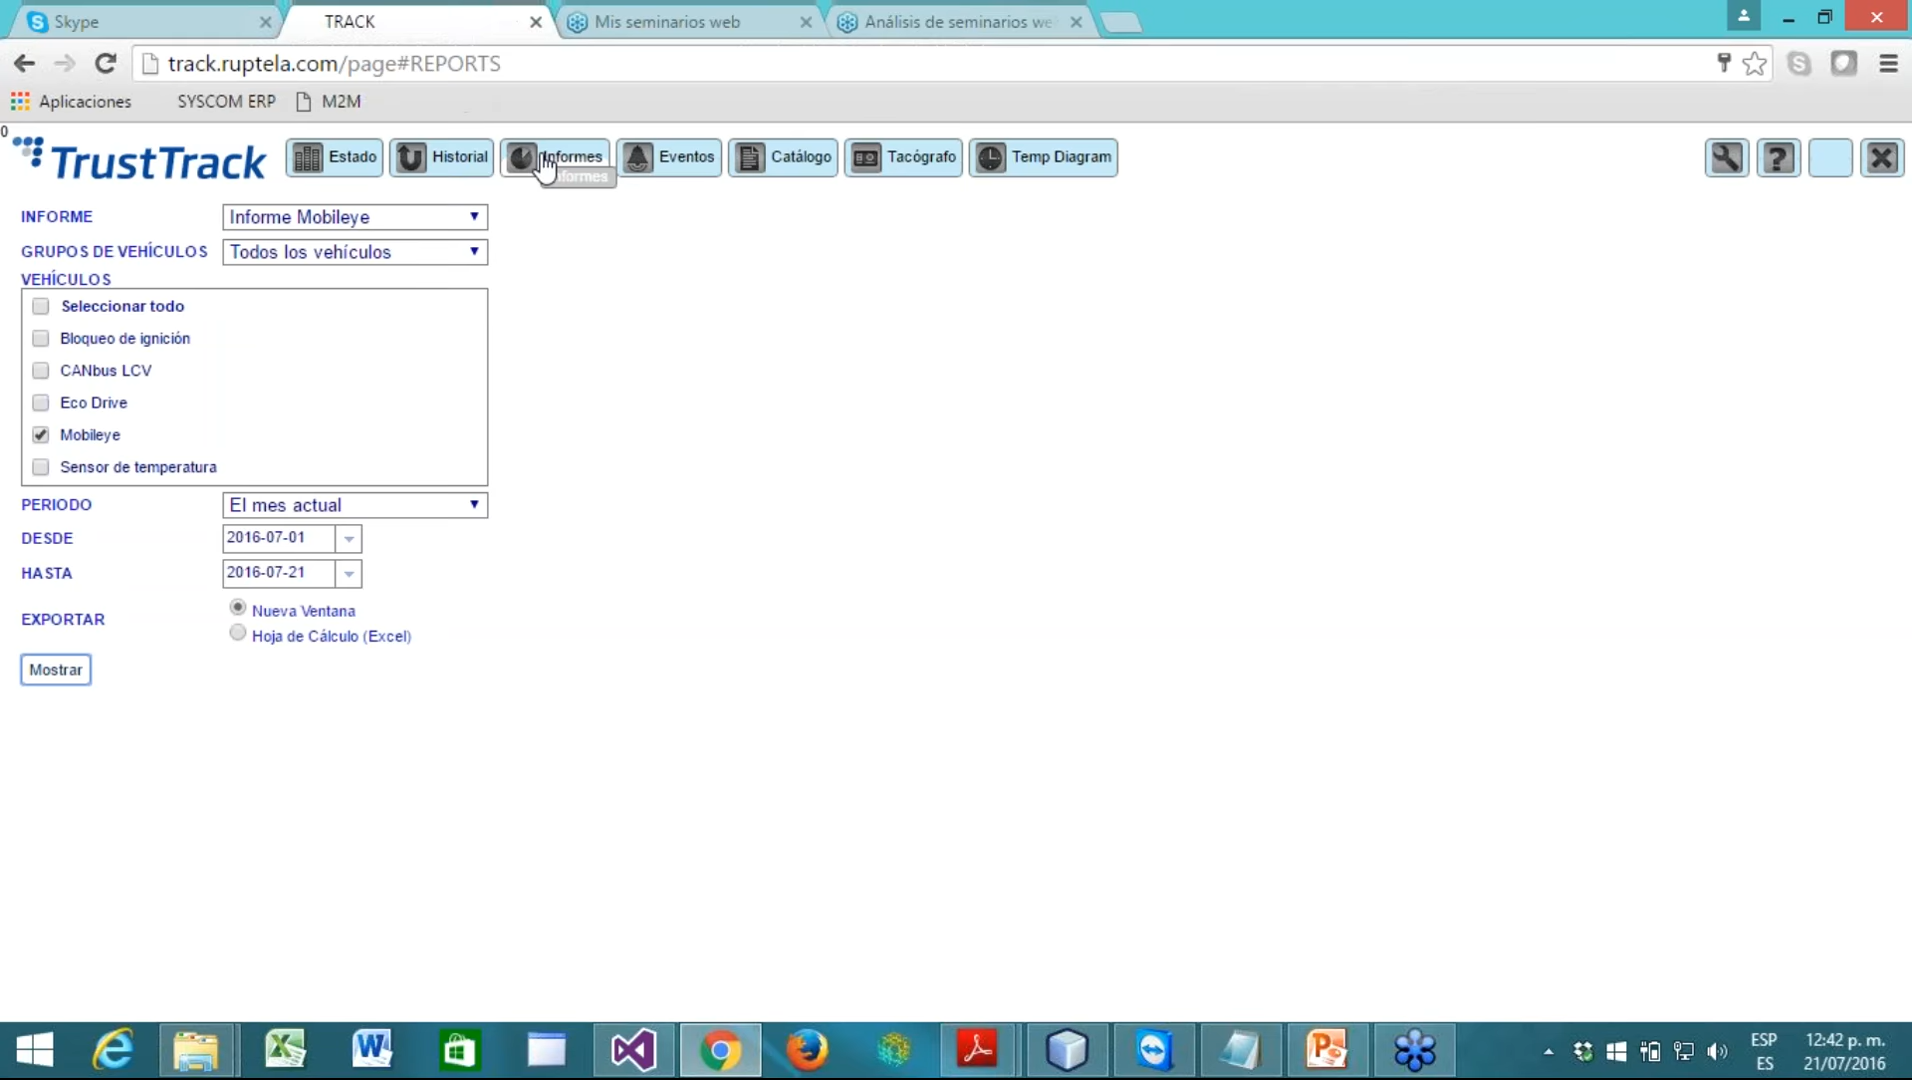 Skype
TRACK
Mis seminarios web
Análisis de seminarios we
track.ruptela.com/page#REPORTS
Aplicaciones
SYSCOM ERP
M2M
0
TrustTrack
Estado
Historial
Informes
Eventos
Catálogo
Tacógrafo
Temp Diagram
Informes
INFORME
Informe Mobileye
GRUPOS DE VEHÍCULOS
Todos los vehículos
VEHÍCULOS
Seleccionar todo
Bloqueo de ignición
CANbus LCV
Eco Drive
Mobileye
Sensor de temperatura
PERIODO
El mes actual
DESDE
2016-07-01
HASTA
2016-07-21
EXPORTAR
Nueva Ventana
Hoja de Cálculo (Excel)
Mostrar
ESP
ES
12:42 p. m.
21/07/2016